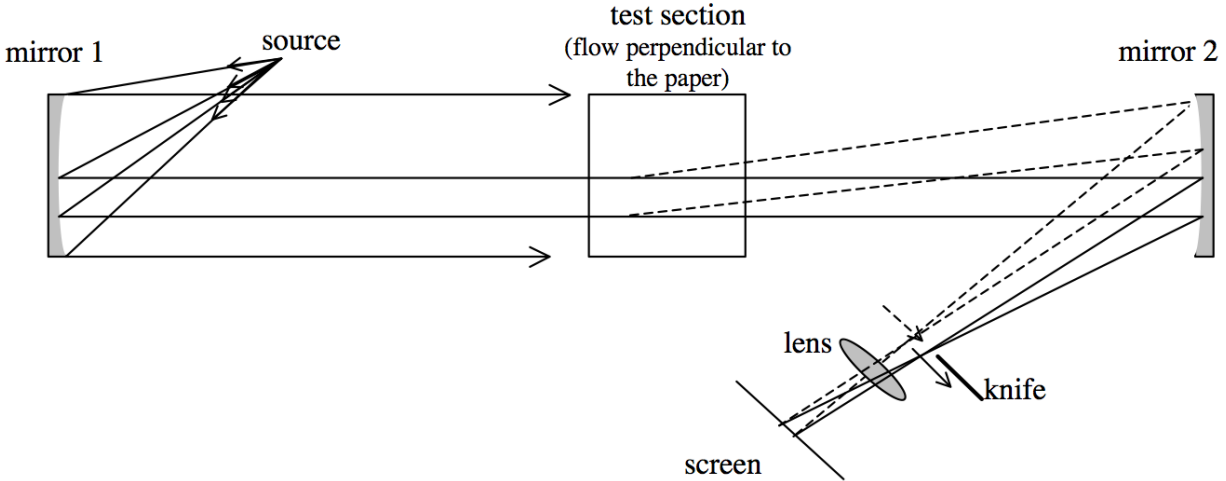 mirror 1
source
test section
(flow perpendicular to
the paper)
mirror 2
lens
knife
screen